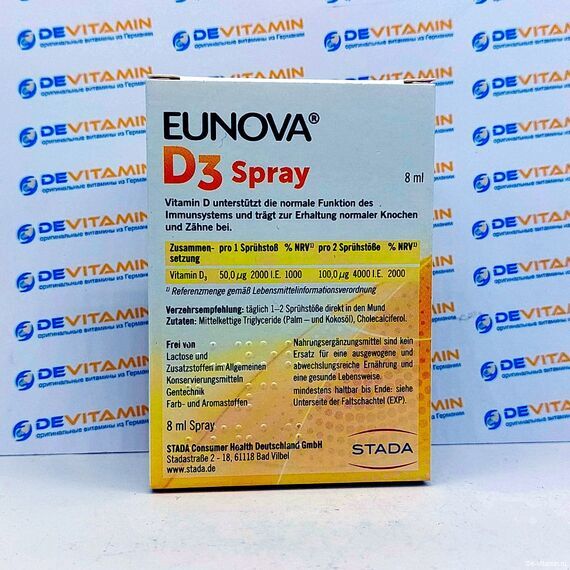 DEVITAMIN
оригинальные витамины из Германии
EUNOVA®
D3 Spray
8 ml
Vitamin D unterstützt die normale Funktion des
Immunsystems und trägt zur Erhaltung normaler Knochen
und Zähne bei.
Zusammen- pro 1 Sprühstoß % NRV¹⁾ pro 2 Sprühstöße % NRV¹⁾
setzung
Vitamin D₃ 50,0 µg 2000 I.E. 1000 100,0 µg 4000 I.E. 2000
¹⁾ Referenzmenge gemäß Lebensmittelinformationsverordnung
Verzehrsempfehlung: täglich 1–2 Sprühstöße direkt in den Mund
Zutaten: Mittelkettige Triglyceride (Palm – und Kokosöl), Cholecalciferol.
Frei von
Lactose und
Zusatzstoffen im Allgemeinen
Konservierungsmitteln
Gentechnik
Farb- und Aromastoffen
Nahrungsergänzungsmittel sind kein
Ersatz für eine ausgewogene und
abwechslungsreiche Ernährung und
eine gesunde Lebensweise.
mindestens haltbar bis Ende: siehe
Unterseite der Faltschachtel (EXP).
8 ml Spray
STADA Consumer Health Deutschland GmbH
Stadastraße 2 - 18, 61118 Bad Vilbel
www.stada.de
STADA